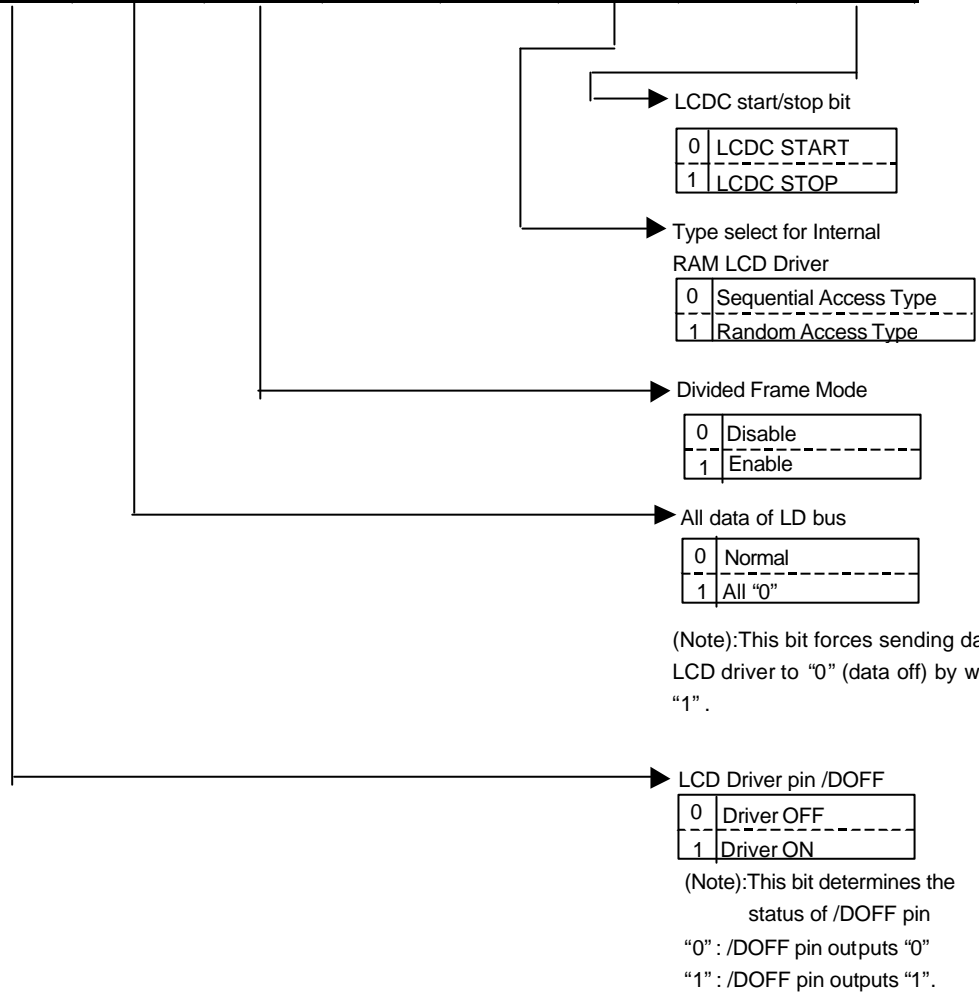 LCDC start/stop bit
0 LCDC START
1 LCDC STOP
Type select for Internal
RAM LCD Driver
0 Sequential Access Type
1 Random Access Type
Divided Frame Mode
0 Disable
1 Enable
All data of LD bus
0 Normal
1 All “0”
(Note):This bit forces sending
LCD driver to “0” (data off) by
“1” .
LCD Driver pin /DOFF
0 Driver OFF
1 Driver ON
(Note):This bit determines the
status of /DOFF pin
“0” : /DOFF pin outputs “0”
“1” : /DOFF pin outputs “1”.